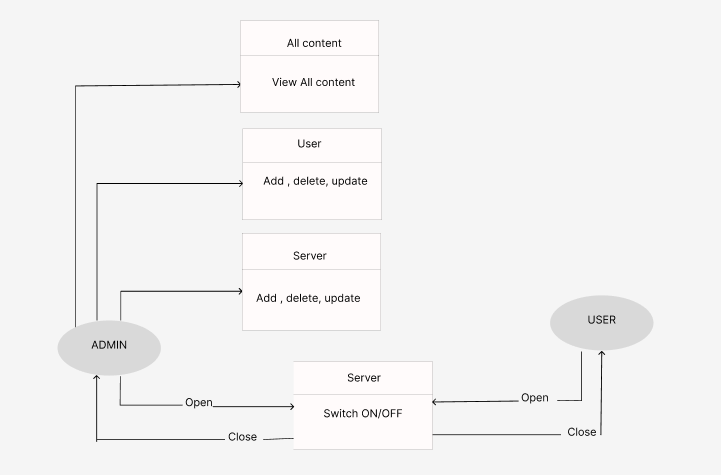 All content
View All content
User
Add , delete, update
Server
Add , delete, update
ADMIN
USER
Server
Switch ON/OFF
Open
Close
Open
Close